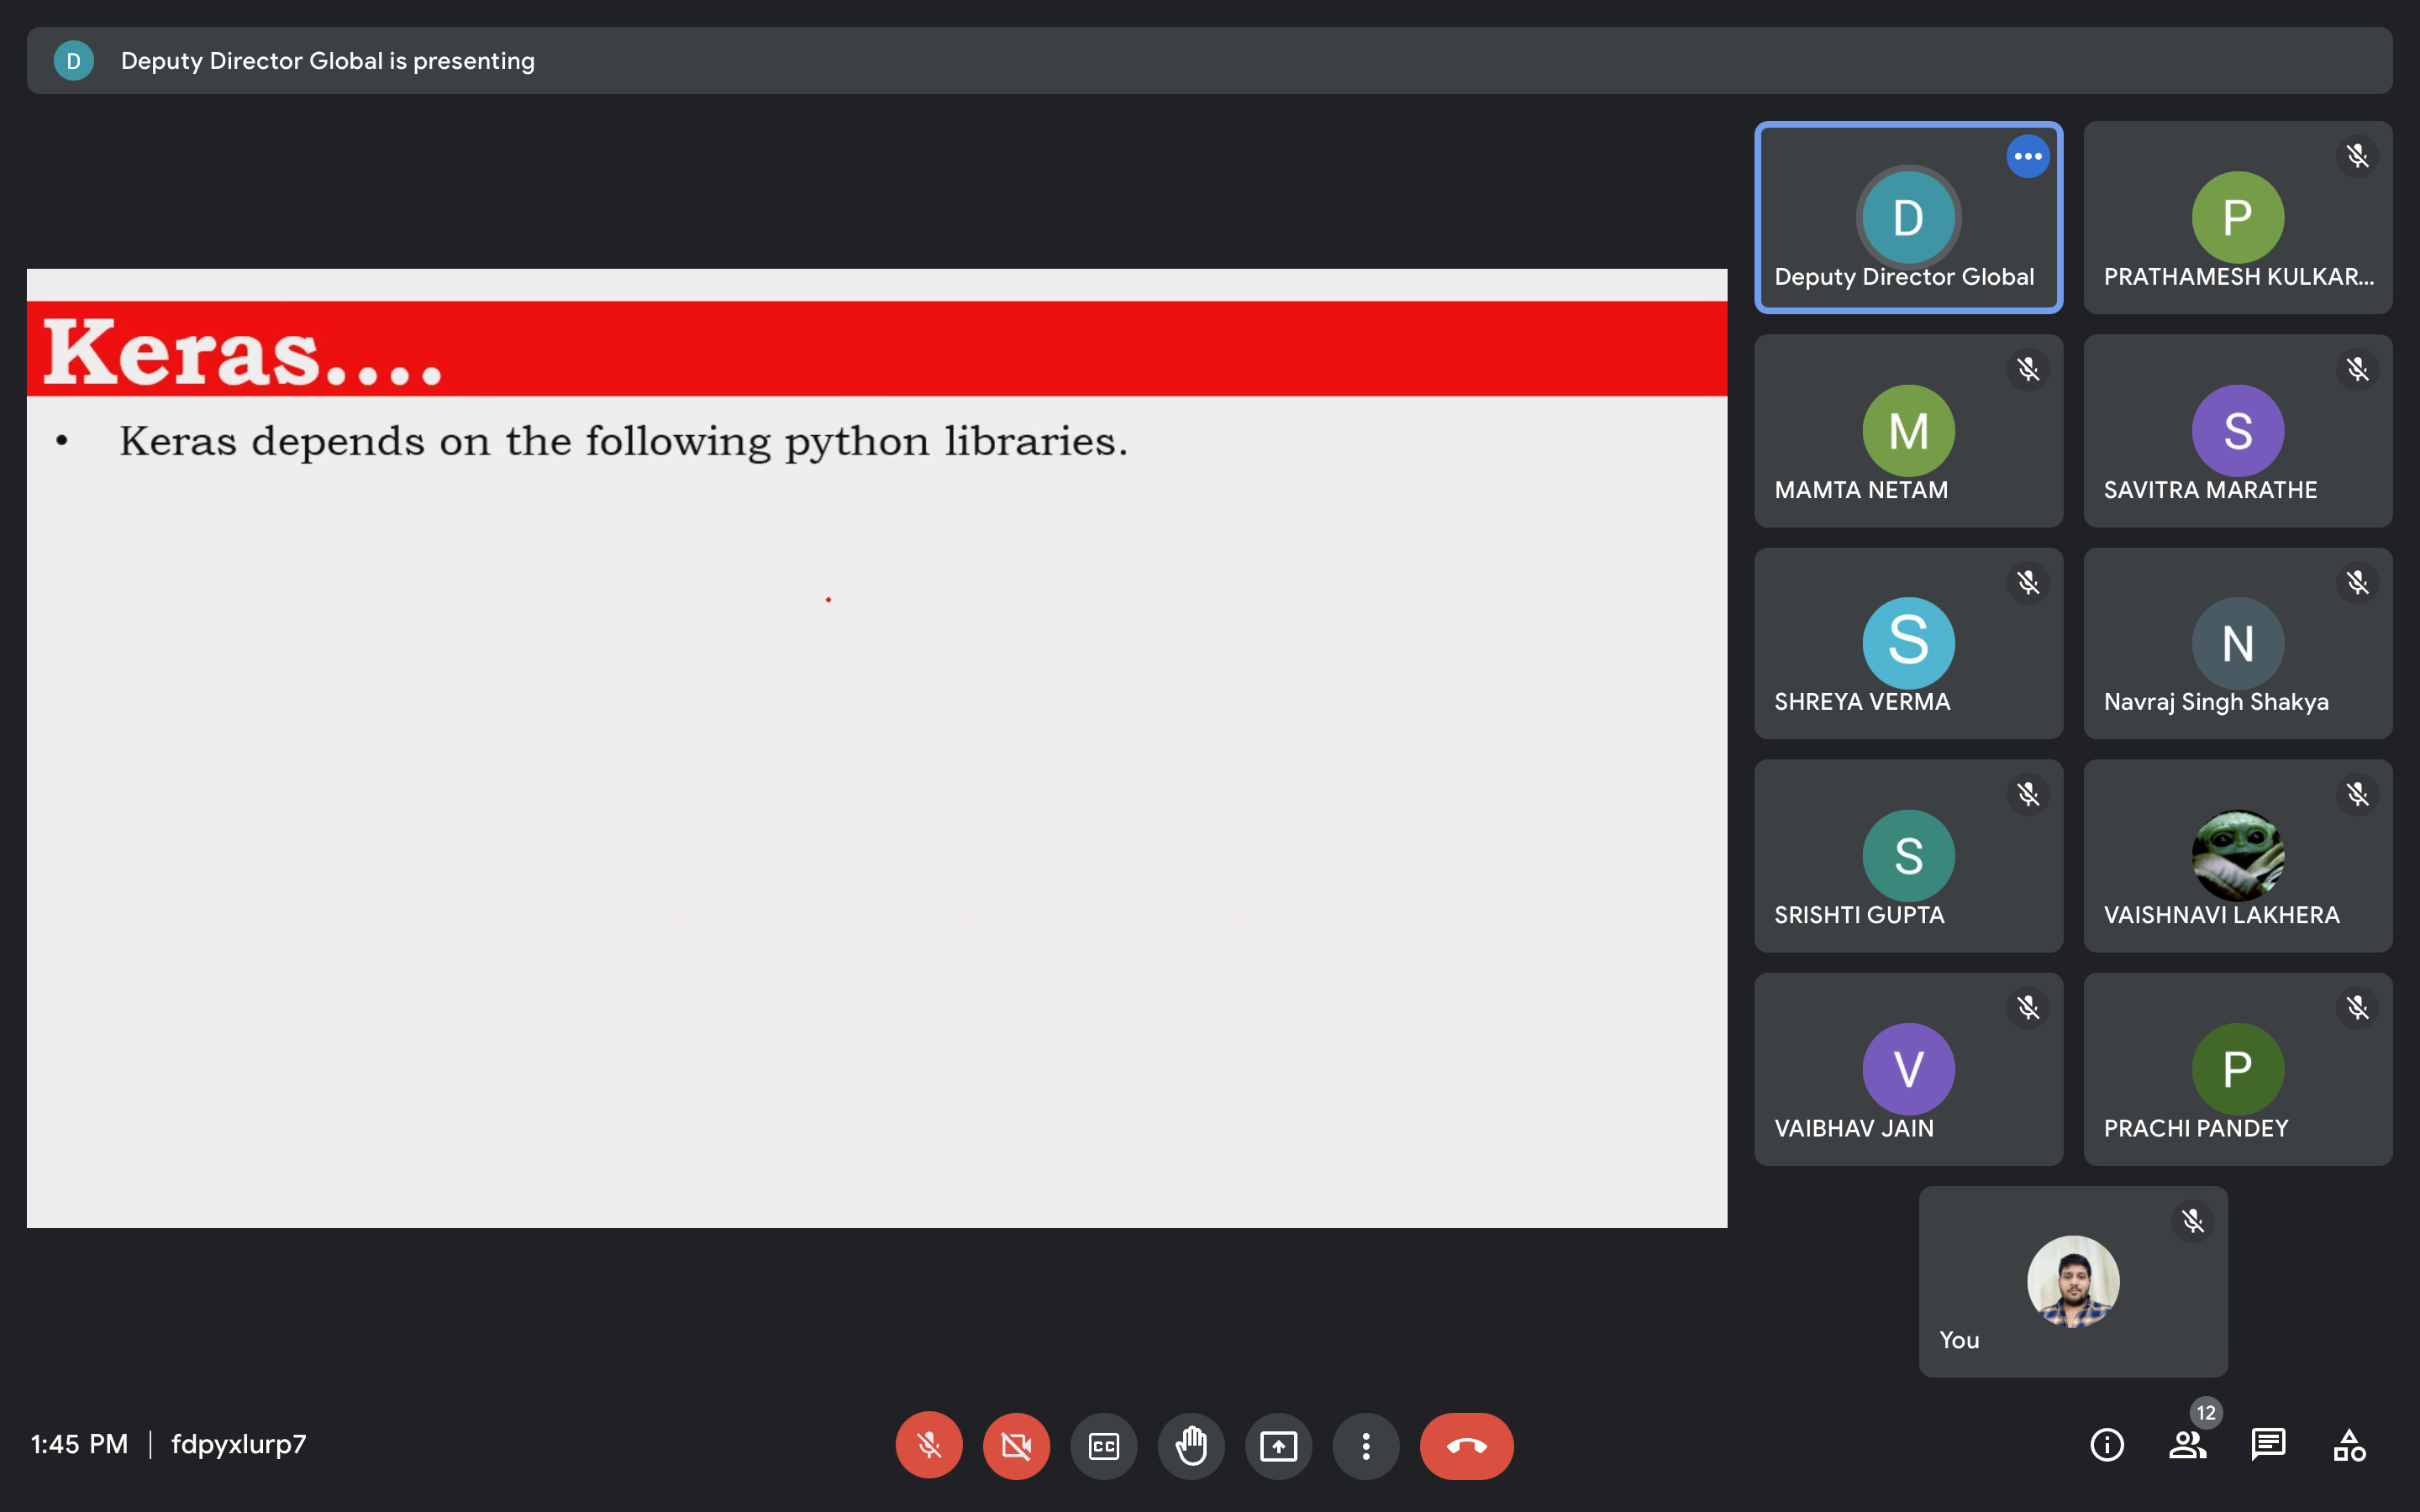 D
Deputy Director Global is presenting
Keras....
• Keras depends on the following python libraries.
D
Deputy Director Global
P
PRATHAMESH KULKAR...
M
MAMTA NETAM
S
SAVITRA MARATHE
S
SHREYA VERMA
N
Navraj Singh Shakya
S
SRISHTI GUPTA
VAISHNAVI LAKHERA
V
VAIBHAV JAIN
P
PRACHI PANDEY
You
1:45 PM | fdpyxlurp7
CC
12